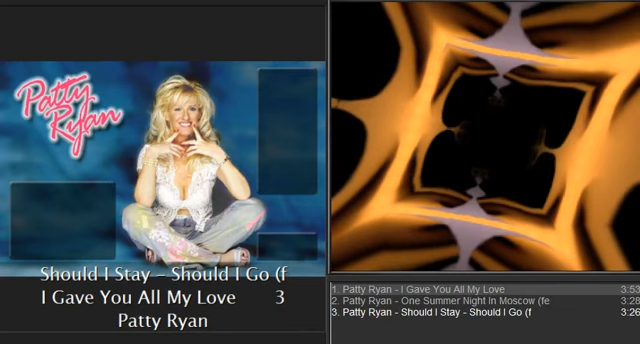 Patty
Ryan
Should I Stay - Should I Go (f
I Gave You All My Love 3
Patty Ryan
1. Patty Ryan - I Gave You All My Love 3:53
2. Patty Ryan - One Summer Night In Moscow (fe 3:28
3. Patty Ryan - Should I Stay - Should I Go (f 3:26